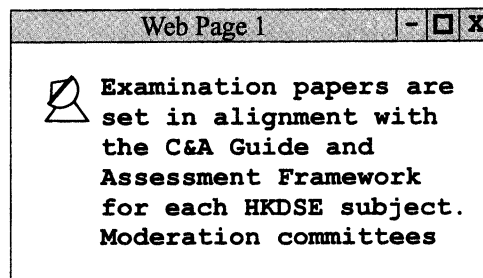 Web Page 1
Examination papers are
set in alignment with
the C&A Guide and
Assessment Framework
for each HKDSE subject.
Moderation committees